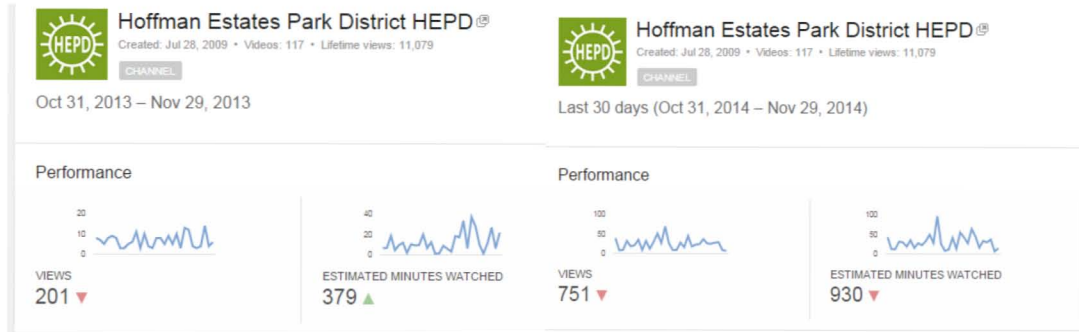 HEPD
Hoffman Estates Park District HEPD
Created: Jul 28, 2009 • Videos: 117 • Lifetime views: 11,079
CHANNEL
Oct 31, 2013 – Nov 29, 2013
Performance
20
10
0
VIEWS
201
40
20
0
ESTIMATED MINUTES WATCHED
379
HEPD
Hoffman Estates Park District HEPD
Created: Jul 28, 2009 • Videos: 117 • Lifetime views: 11,079
CHANNEL
Last 30 days (Oct 31, 2014 – Nov 29, 2014)
Performance
100
50
0
VIEWS
751
100
50
0
ESTIMATED MINUTES WATCHED
930